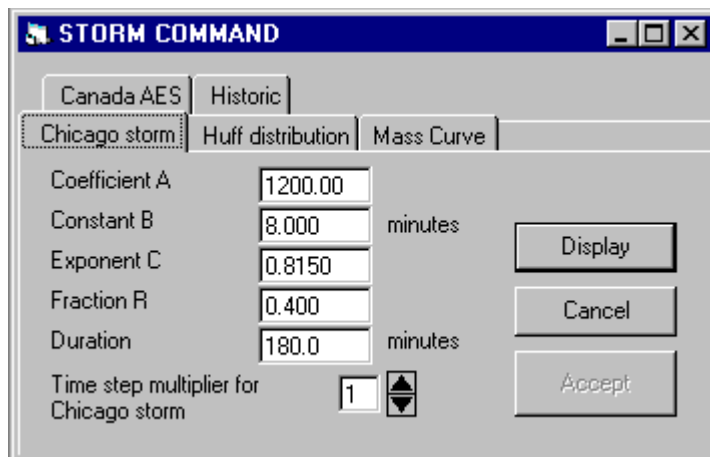 STORM COMMAND
Canada AES Historic
Chicago storm Huff distribution Mass Curve
Coefficient A 1200.00
Constant B 8.000 minutes
Exponent C 0.8150
Fraction R 0.400
Duration 180.0 minutes
Time step multiplier for
Chicago storm 1
Display
Cancel
Accept